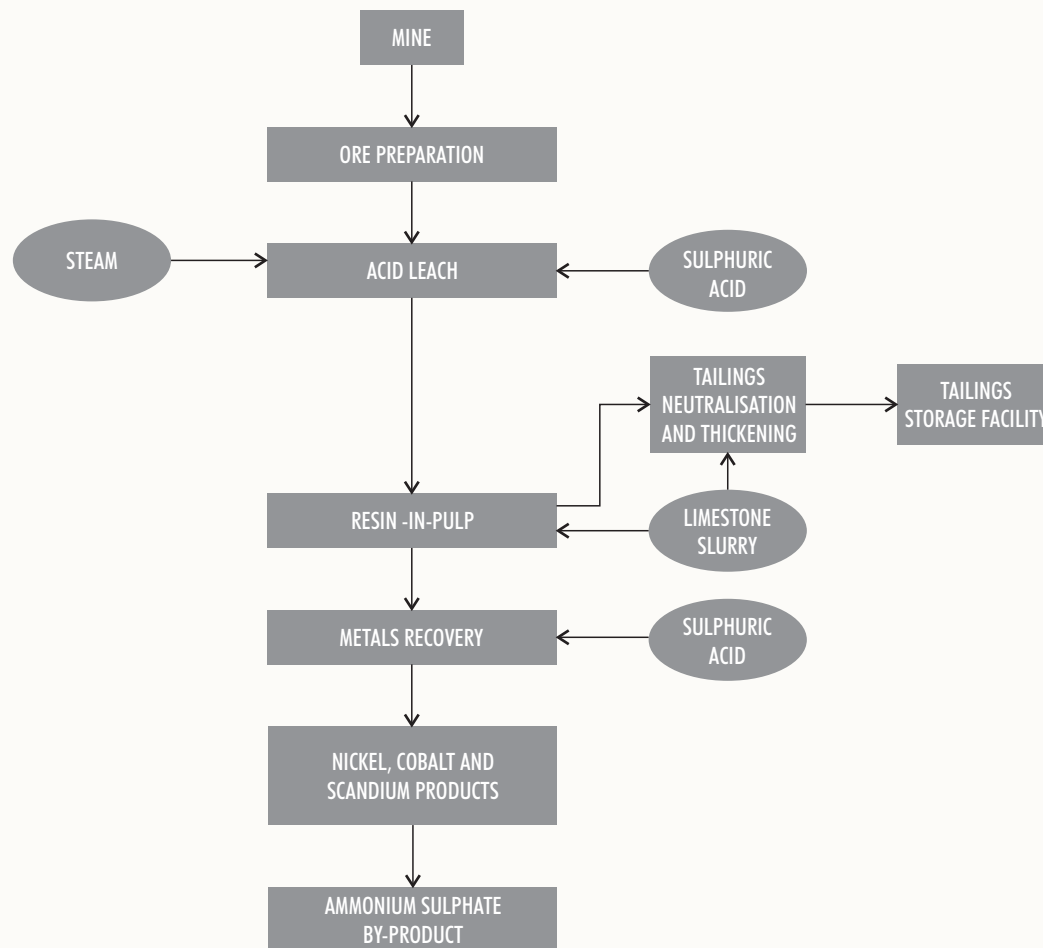 MINE
ORE PREPARATION
STEAM
ACID LEACH
SULPHURIC
ACID
TAILINGS
NEUTRALISATION
AND THICKENING
TAILINGS
STORAGE FACILITY
RESIN -IN-PULP
LIMESTONE
SLURRY
METALS RECOVERY
SULPHURIC
ACID
NICKEL, COBALT AND
SCANDIUM PRODUCTS
AMMONIUM SULPHATE
BY-PRODUCT